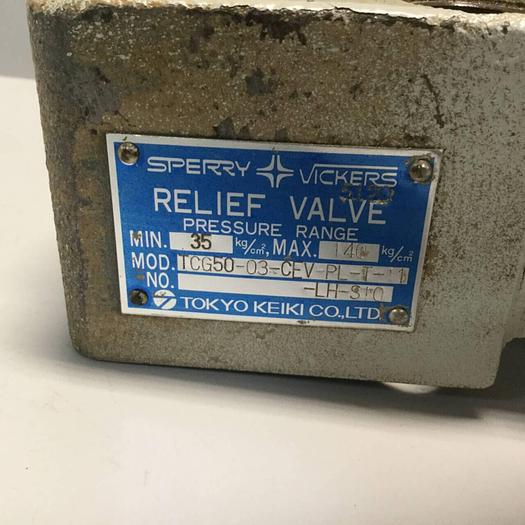 SPERRY VICKERS
RELIEF VALVE
PRESSURE RANGE
MIN. 35 kg/cm², MAX. 140 kg/cm²
MOD. TCG50-03-CEV-PL-T-11
NO. -LH-S10
TOKYO KEIKI CO.,LTD.